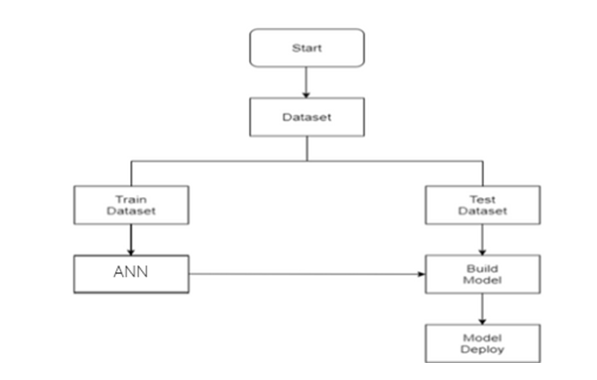 Start
Dataset
Train
Dataset
Test
Dataset
ANN
Build
Model
Model
Deploy